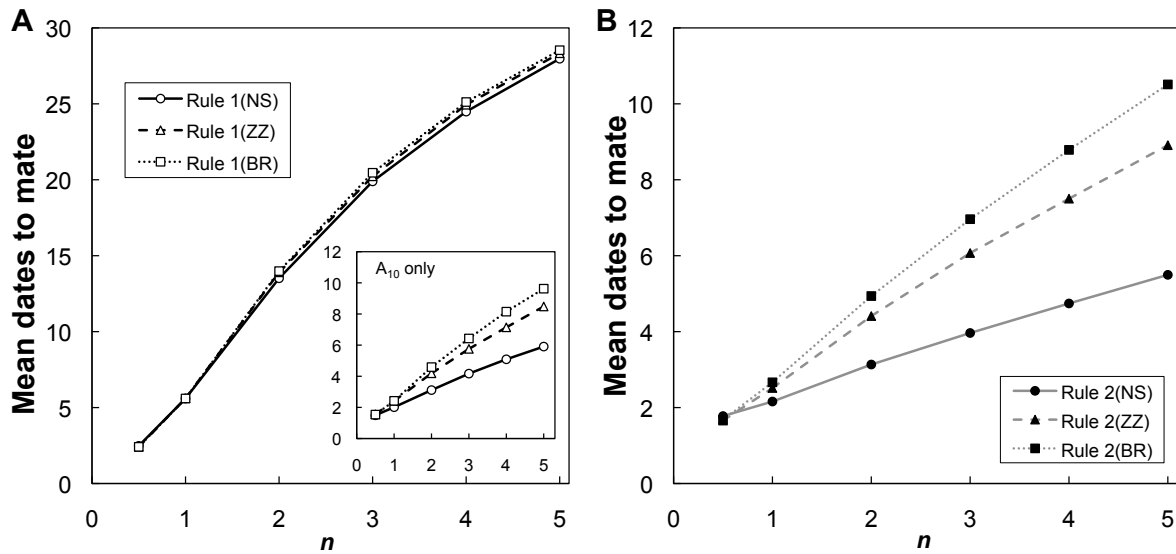 A
Mean dates to mate
30
25
20
15
10
5
0
Rule 1(NS)
Rule 1(ZZ)
Rule 1(BR)
A10 only
12
10
8
6
4
2
0
0 1 2 3 4 5
0 1 2 3 4 5
n
B
Mean dates to mate
12
10
8
6
4
2
0
Rule 2(NS)
Rule 2(ZZ)
Rule 2(BR)
0 1 2 3 4 5
n